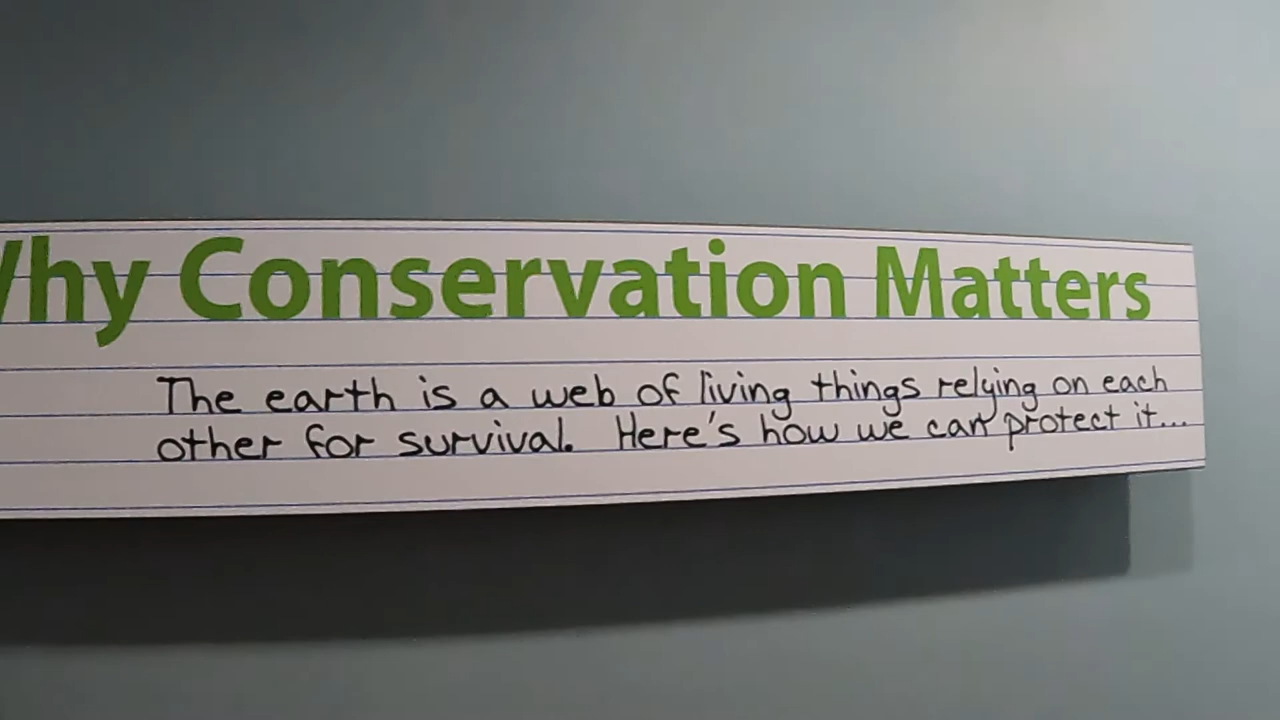 Why Conservation Matters
The earth is a web of living things relying on each
other for survival. Here's how we can protect it...